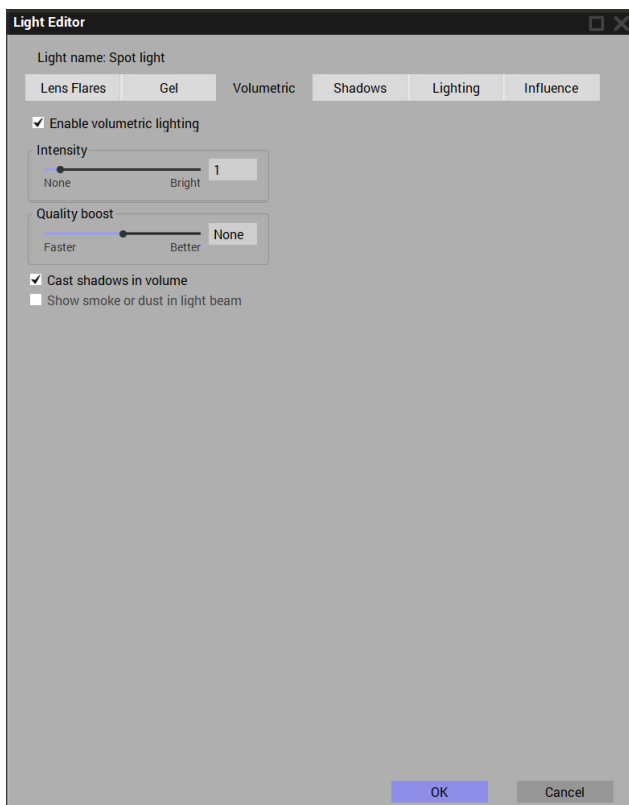 Light Editor
Light name: Spot light
Lens Flares Gel Volumetric Shadows Lighting Influence
Enable volumetric lighting
Intensity
1
None Bright
Quality boost
None
Faster Better
Cast shadows in volume
Show smoke or dust in light beam
OK Cancel